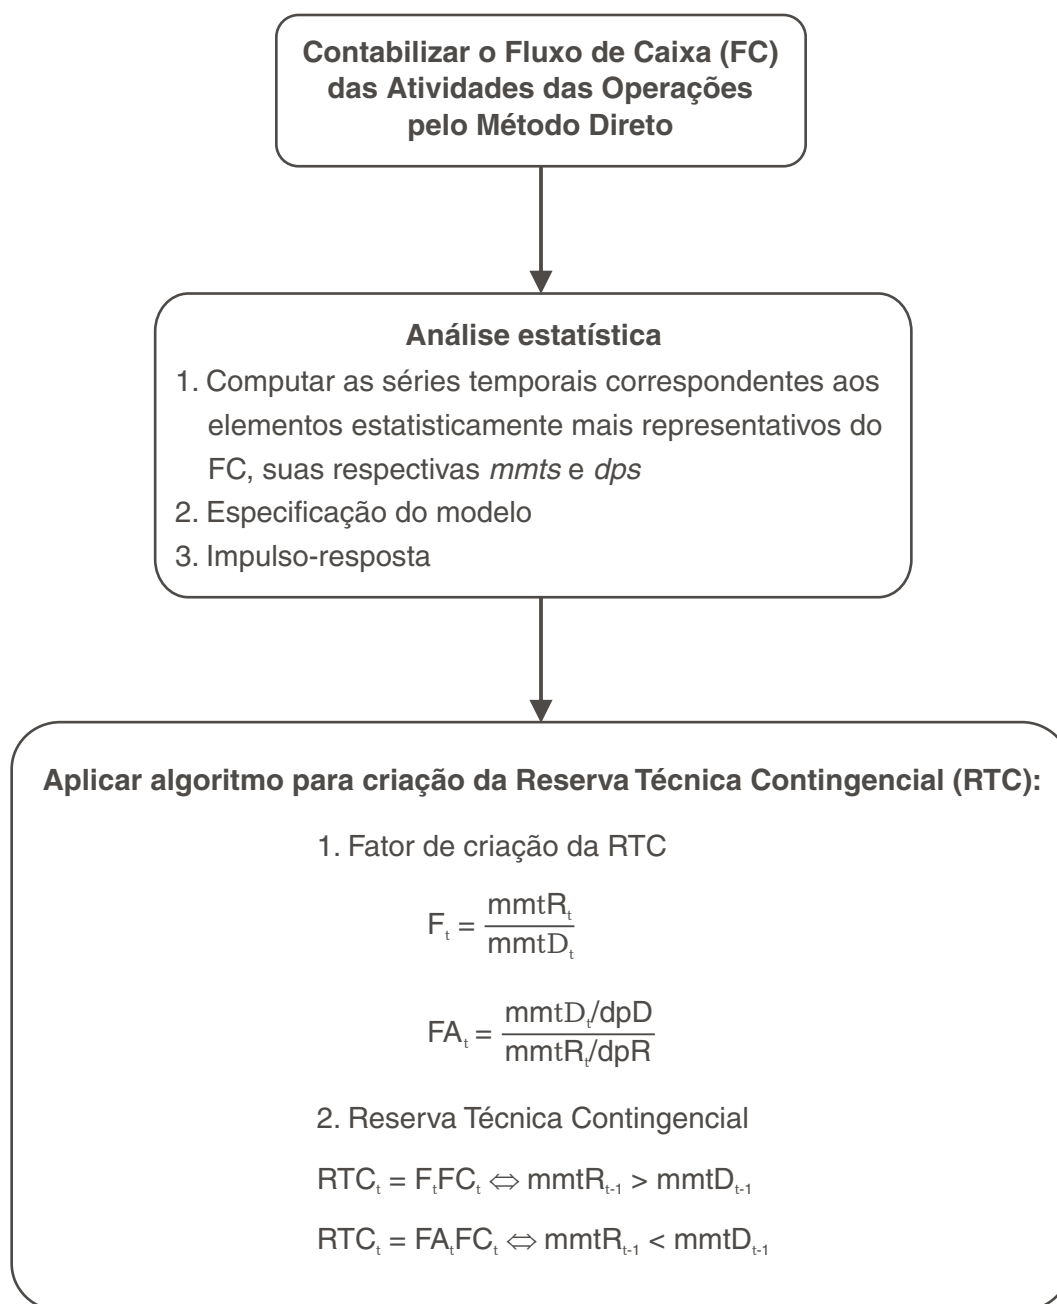 Contabilizar o Fluxo de Caixa (FC)
das Atividades das Operações
pelo Método Direto
Análise estatística
1. Computar as séries temporais correspondentes aos
elementos estatisticamente mais representativos do
FC, suas respectivas mmts e dps
2. Especificação do modelo
3. Impulso-resposta
Aplicar algoritmo para criação da Reserva Técnica Contingencial (RTC):
1. Fator de criação da RTC
Fₜ = mmtRₜ / mmtDₜ
FAₜ = (mmtDₜ/dpD) / (mmtRₜ/dpR)
2. Reserva Técnica Contingencial
RTCₜ = FₜFCₜ ⇔ mmtRₜ₋₁ > mmtDₜ₋₁
RTCₜ = FAₜFCₜ ⇔ mmtRₜ₋₁ < mmtDₜ₋₁